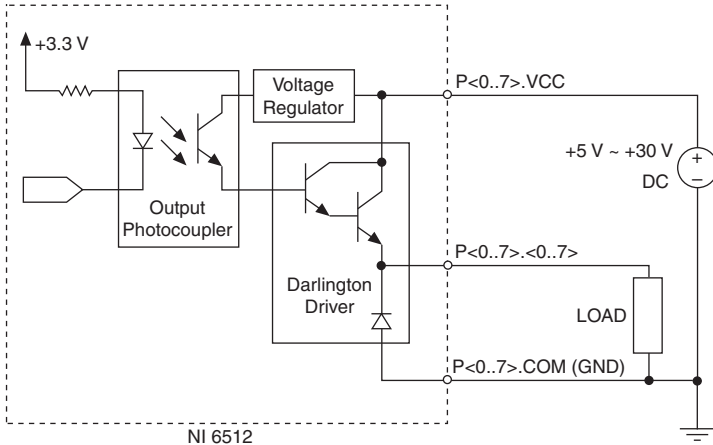 +3.3 V
Voltage
Regulator
P<0..7>.VCC
+5 V ~ +30 V
DC
+
−
Output
Photocoupler
P<0..7>.<0..7>
Darlington
Driver
LOAD
P<0..7>.COM (GND)
NI 6512